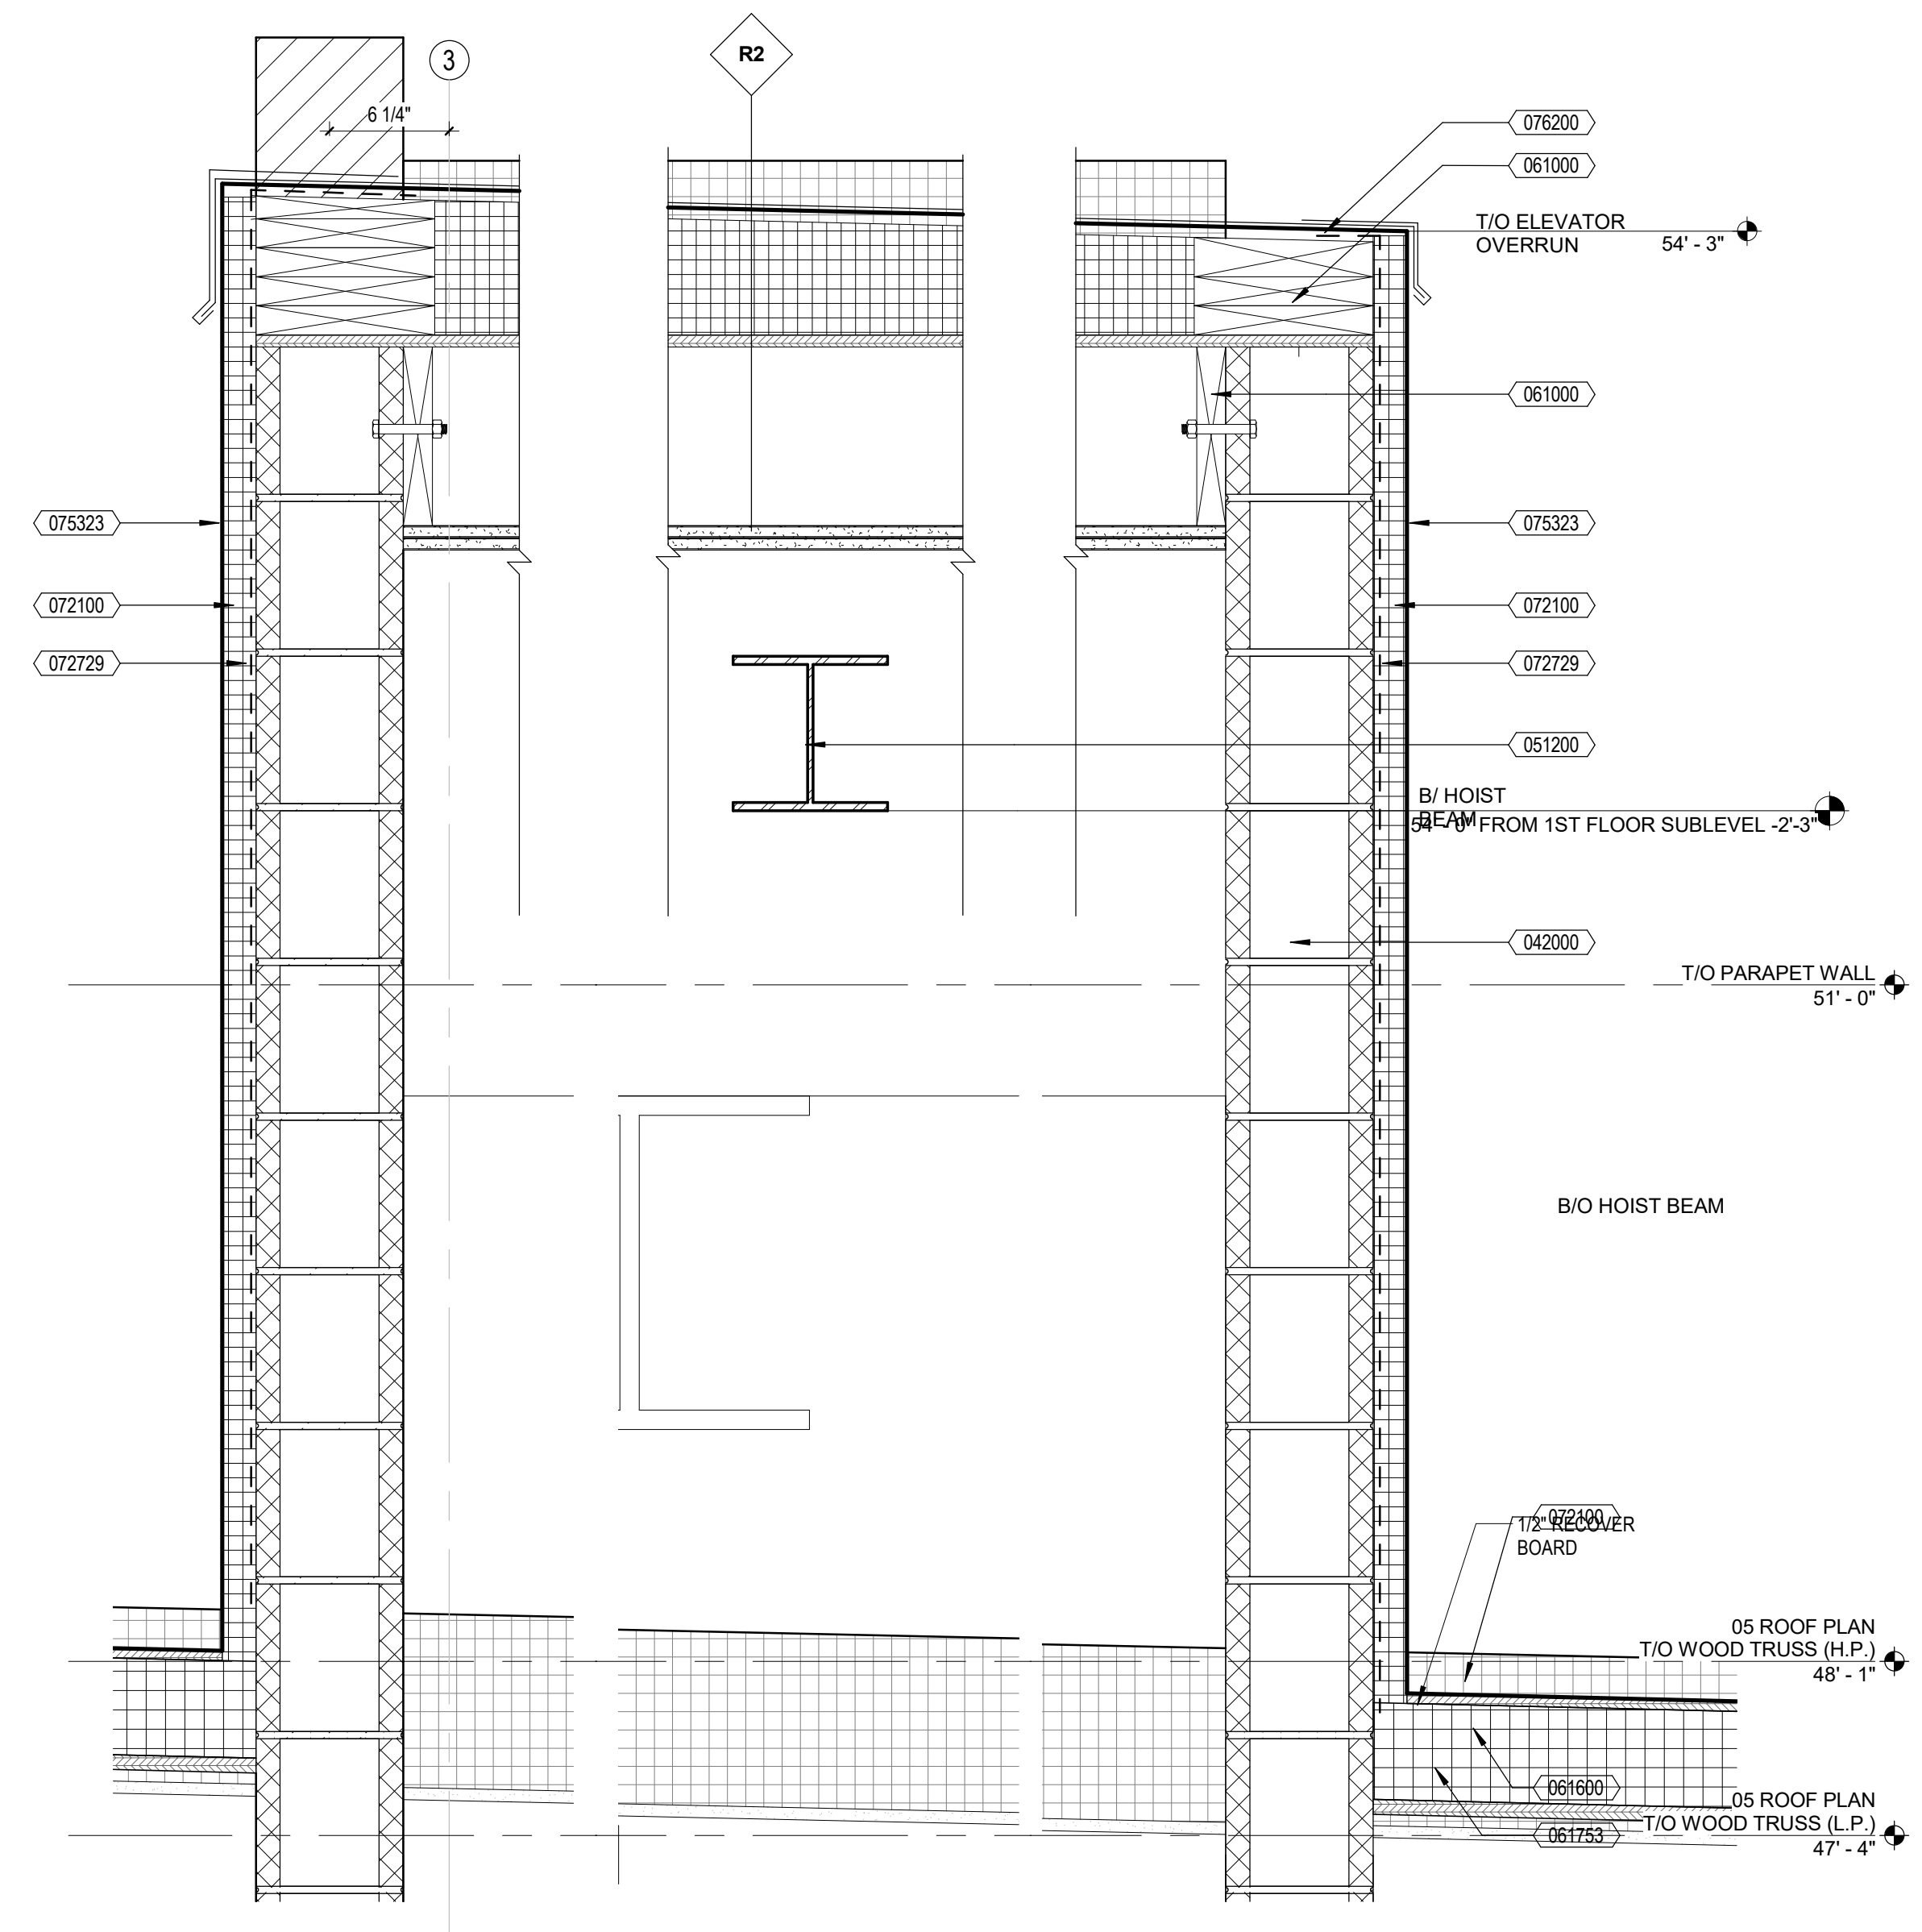 3
R2
6 1/4"
076200
061000
T/O ELEVATOR
OVERRUN 54' - 3"
061000
075323
075323
072100
072100
072729
072729
051200
B/ HOIST
BEAM
54' - 0" FROM 1ST FLOOR SUBLEVEL -2'-3"
042000
T/O PARAPET WALL
51' - 0"
B/O HOIST BEAM
072100
1/2" RECOVER
BOARD
05 ROOF PLAN
T/O WOOD TRUSS (H.P.)
48' - 1"
061600
05 ROOF PLAN
T/O WOOD TRUSS (L.P.)
061753
47' - 4"